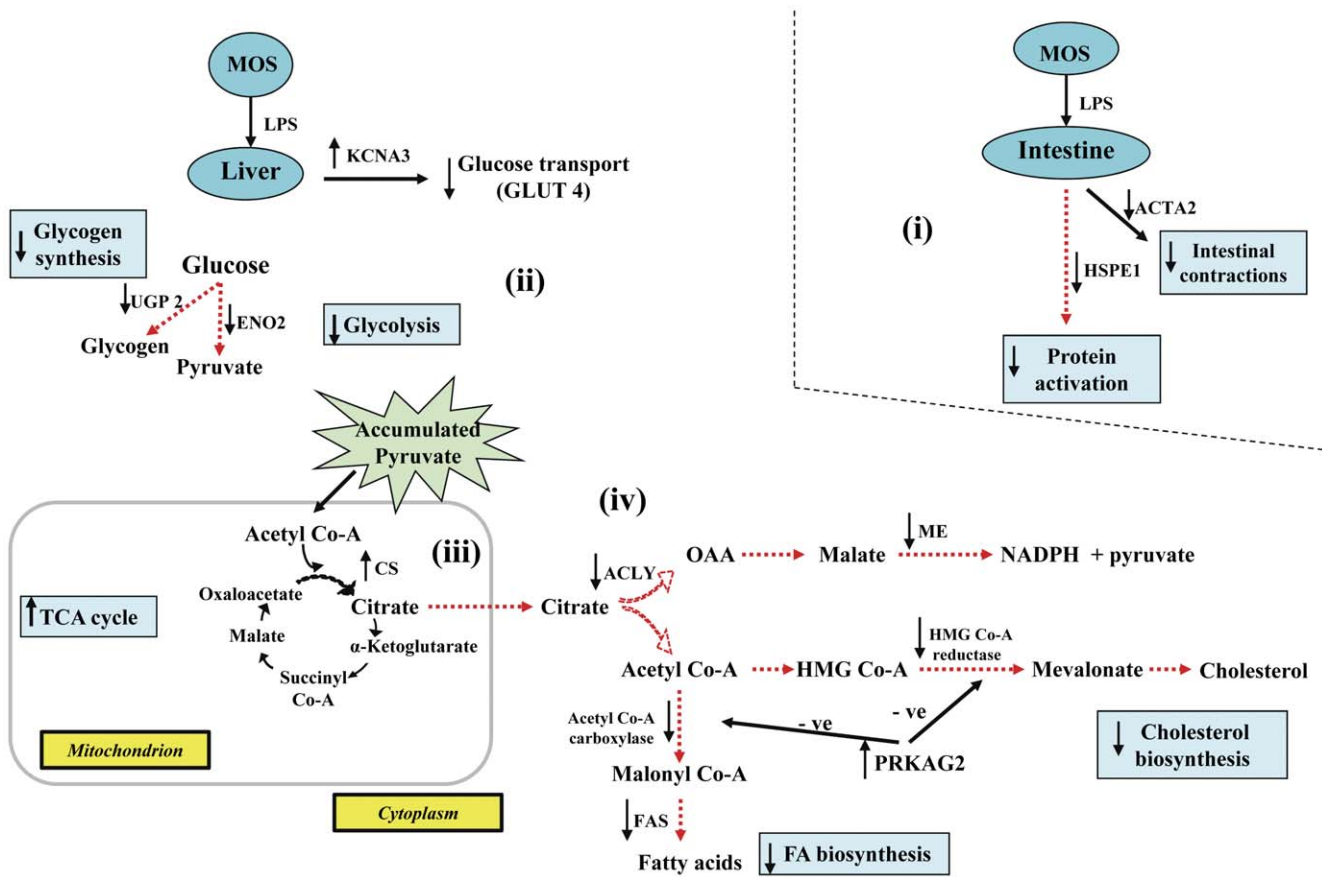 MOS
LPS
Liver
KCNA3
Glucose transport
(GLUT 4)
Glycogen
synthesis
Glucose
UGP 2
ENO2
Glycogen
Pyruvate
(ii)
Glycolysis
MOS
LPS
Intestine
(i)
ACTA2
HSPE1
Intestinal
contractions
Protein
activation
Accumulated
Pyruvate
Acetyl Co-A
(iii)
CS
Oxaloacetate
Citrate
TCA cycle
Malate
α-Ketoglutarate
Succinyl
Co-A
Mitochondrion
Cytoplasm
(iv)
ACLY
Citrate
OAA
Malate
ME
NADPH + pyruvate
Acetyl Co-A
HMG Co-A
HMG Co-A
reductase
Mevalonate
Cholesterol
Acetyl Co-A
carboxylase
- ve
- ve
PRKAG2
Cholesterol
biosynthesis
Malonyl Co-A
FAS
Fatty acids
FA biosynthesis